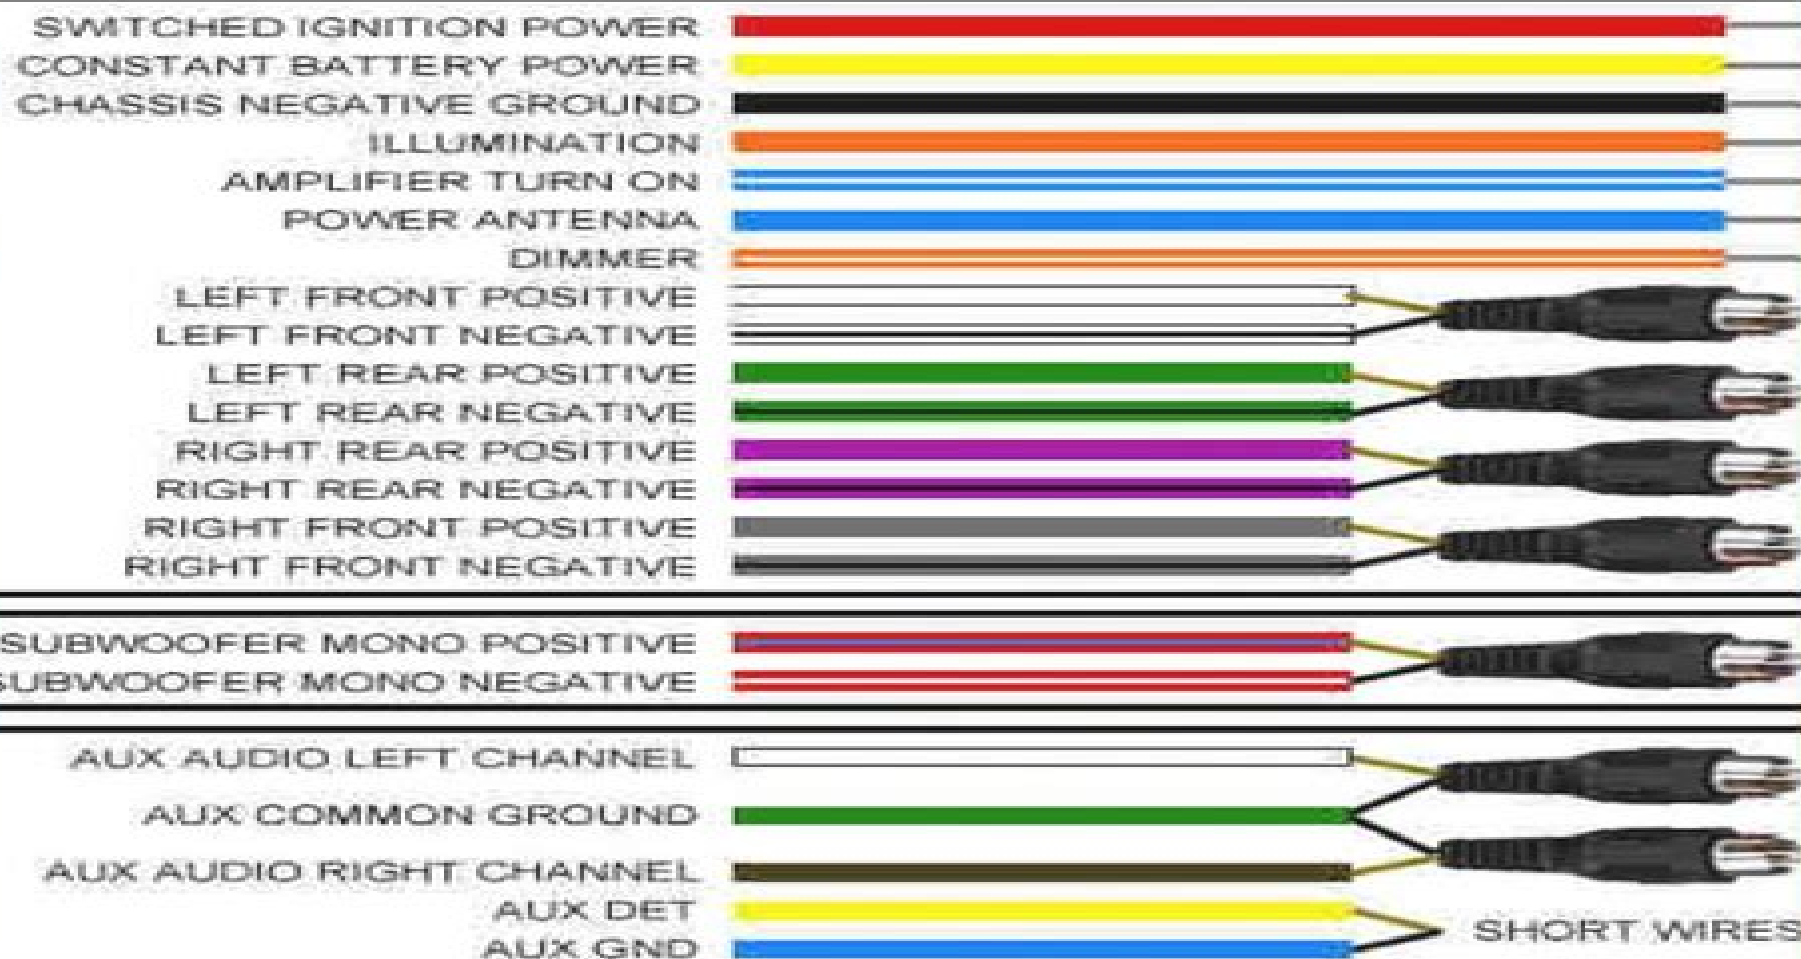 SWITCHED IGNITION POWER
CONSTANT BATTERY POWER
CHASSIS NEGATIVE GROUND
ILLUMINATION
AMPLIFIER TURN ON
POWER ANTENNA
DIMMER
LEFT FRONT POSITIVE
LEFT FRONT NEGATIVE
LEFT REAR POSITIVE
LEFT REAR NEGATIVE
RIGHT REAR POSITIVE
RIGHT REAR NEGATIVE
RIGHT FRONT POSITIVE
RIGHT FRONT NEGATIVE
SUBWOOFER MONO POSITIVE
SUBWOOFER MONO NEGATIVE
AUX AUDIO LEFT CHANNEL
AUX COMMON GROUND
AUX AUDIO RIGHT CHANNEL
AUX DET
SHORT WIRES
AUX GND